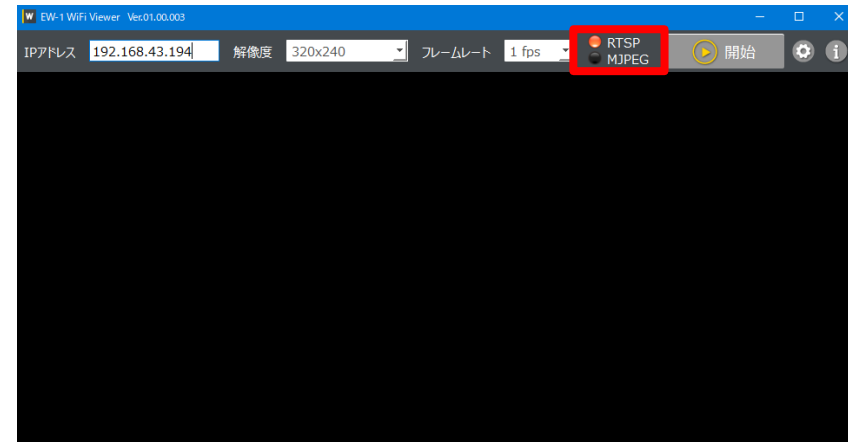 W EW-1 WiFi Viewer Ver.01.00.003
IPアドレス 192.168.43.194 解像度 320x240 フレームレート 1 fps RTSP 開始 i
MJPEG